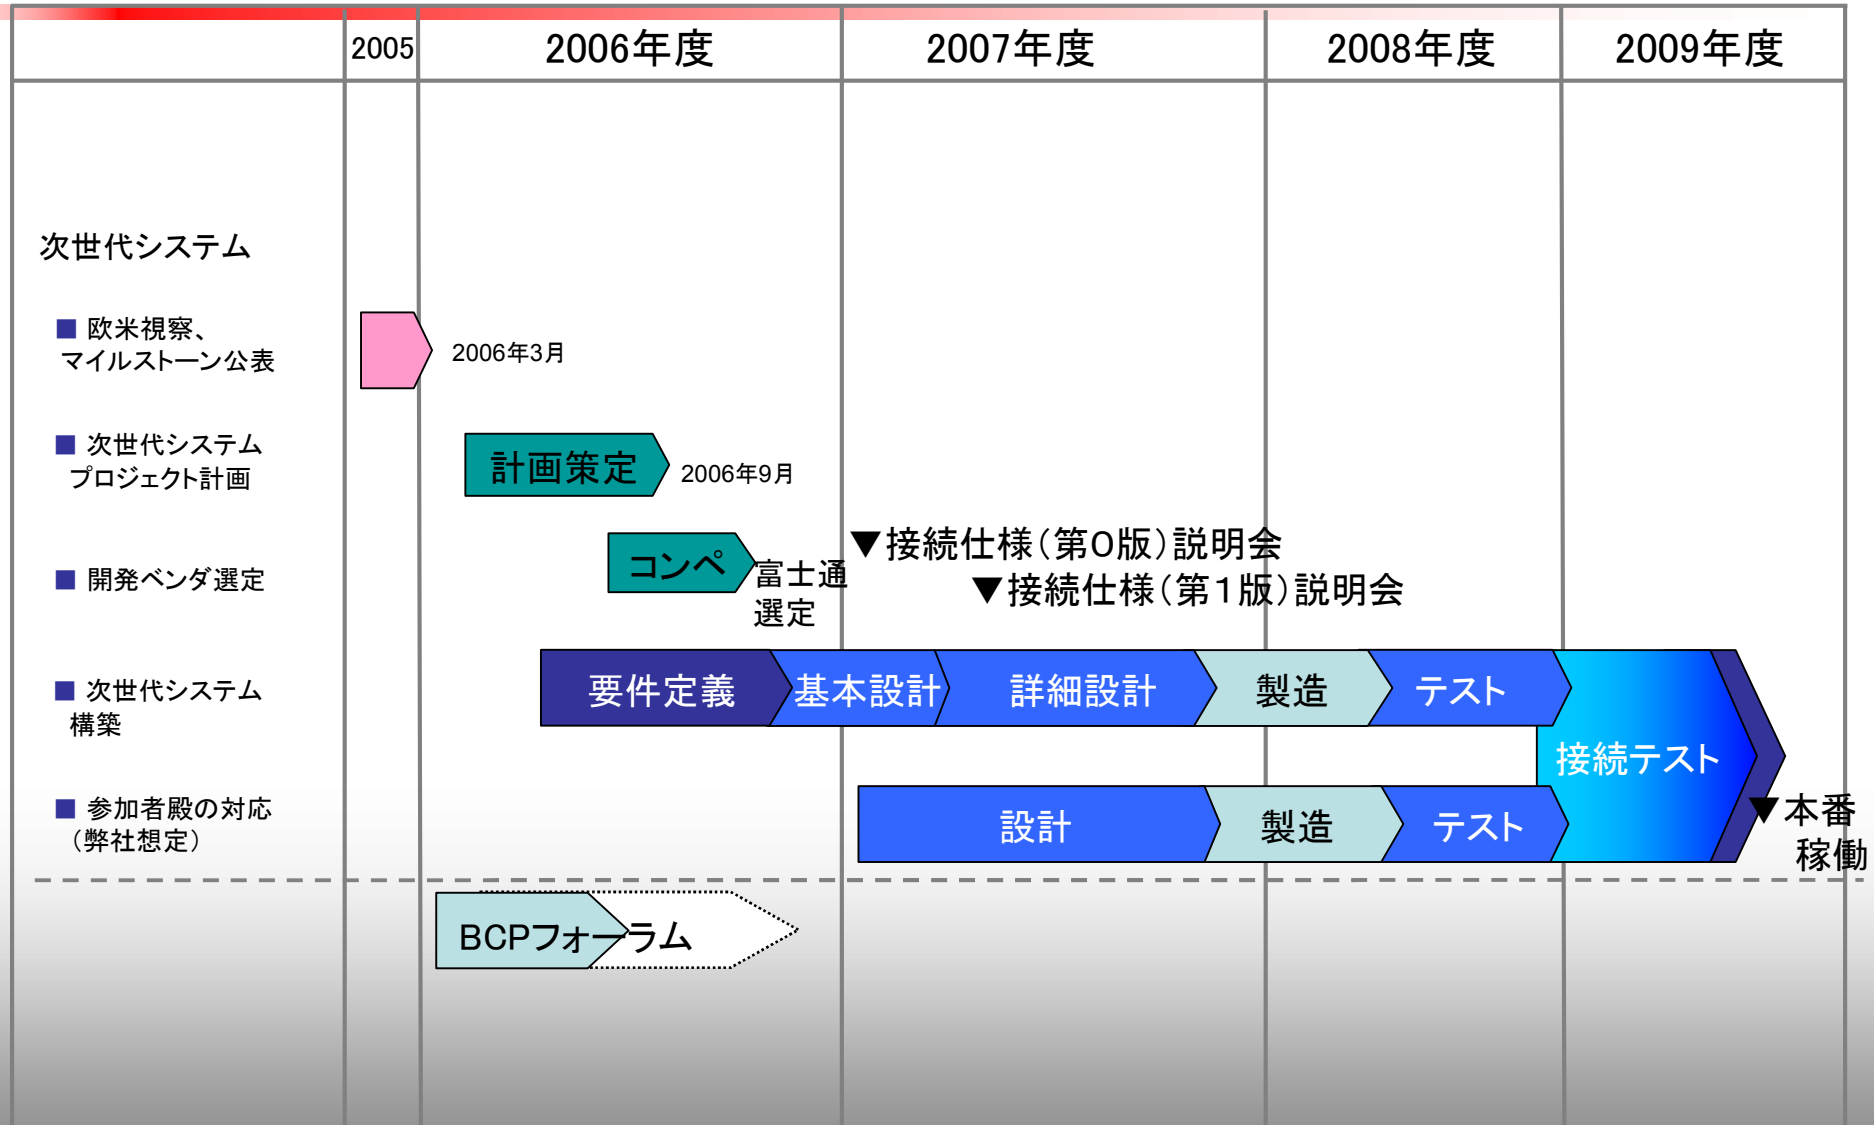 2005
2006年度
2007年度
2008年度
2009年度
次世代システム
■ 欧米視察、
マイルストーン公表
2006年3月
■ 次世代システム
プロジェクト計画
計画策定
2006年9月
■ 開発ベンダ選定
コンペ
富士通
選定
▼接続仕様（第０版）説明会
▼接続仕様（第１版）説明会
■ 次世代システム
構築
要件定義
基本設計
詳細設計
製造
テスト
接続テスト
■ 参加者殿の対応
（弊社想定）
設計
製造
テスト
▼本番
稼働
BCPフォーラム